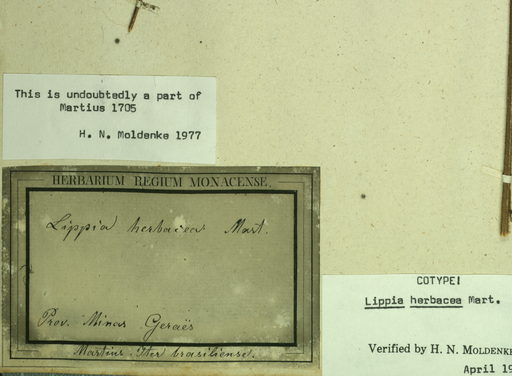 This is undoubtedly a part of
Martius 1705
H. N. Moldenke 1977
HERBARIUM REGIUM MONACENSE.
Lippia herbacea Mart.
Prov. Minas Geraës
Martius. Iter brasiliense.
COTYPE!
Lippia herbacea Mart.
Verified by H. N. MOLDENKE
April 19